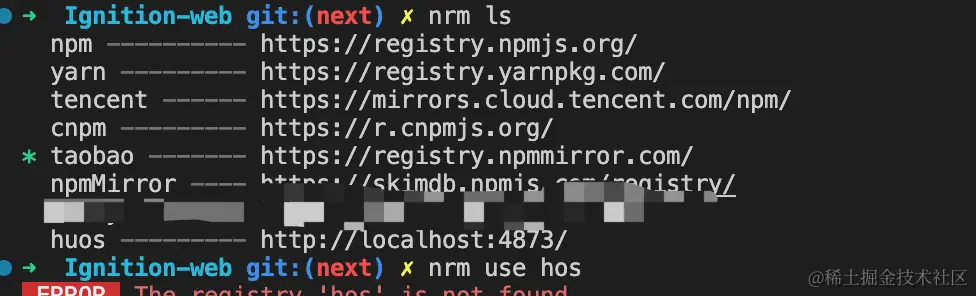 ➜ Ignition-web git:(next) ✗ nrm ls
npm ---------- https://registry.npmjs.org/
yarn --------- https://registry.yarnpkg.com/
tencent ------ https://mirrors.cloud.tencent.com/npm/
cnpm --------- https://r.cnpmjs.org/
* taobao ------- https://registry.npmmirror.com/
npmMirror ---- https://skimdb.npmjs.com/registry/
huos --------- http://localhost:4873/
➜ Ignition-web git:(next) ✗ nrm use hos
ERROR The registry 'hos' is not found
@稀土掘金技术社区